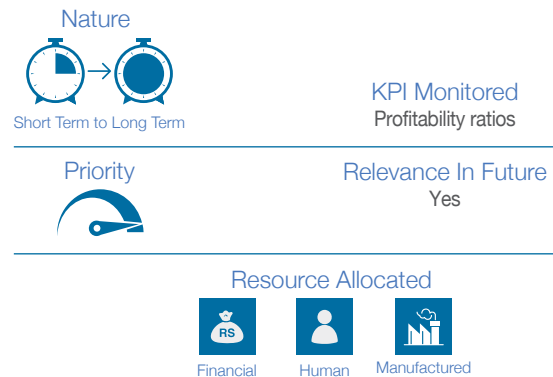 Nature
Short Term to Long Term
KPI Monitored
Profitability ratios
Priority
Relevance In Future
Yes
Resource Allocated
RS
Financial
Human
Manufactured